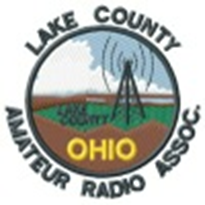 LAKE COUNTY
LAKE
COUNTY
OHIO
AMATEUR RADIO ASSOC.